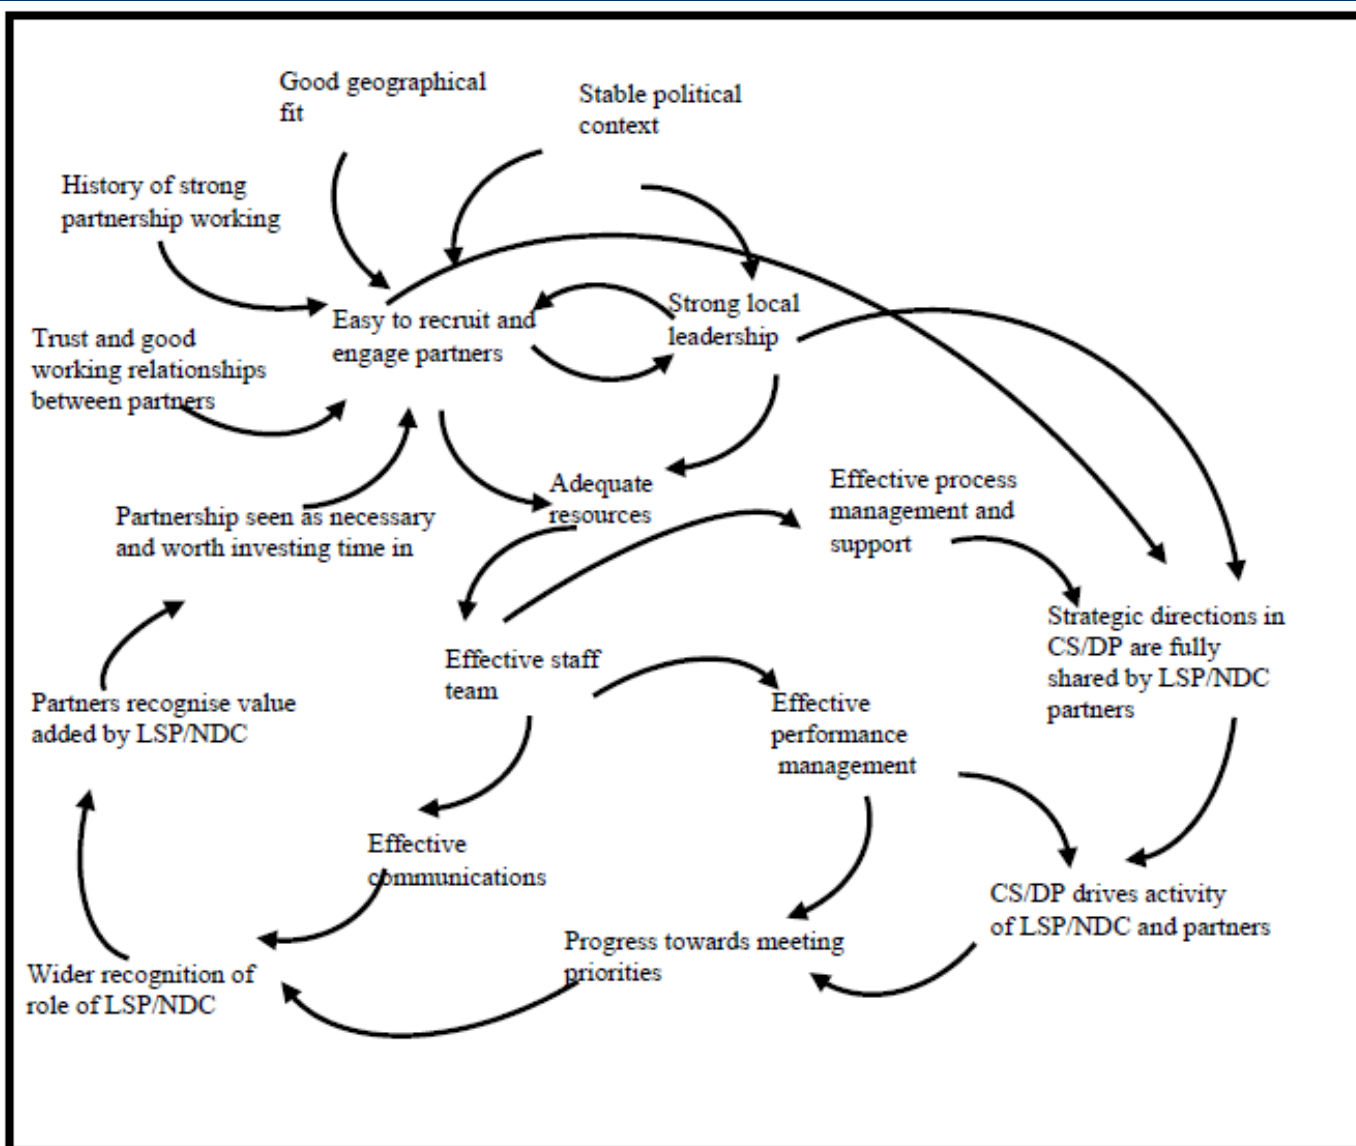 Good geographical
fit
Stable political
context
History of strong
partnership working
Easy to recruit and
engage partners
Strong local
leadership
Trust and good
working relationships
between partners
Adequate
resources
Effective process
management and
support
Partnership seen as necessary
and worth investing time in
Strategic directions in
CS/DP are fully
shared by LSP/NDC
partners
Effective staff
team
Partners recognise value
added by LSP/NDC
Effective
performance
management
Effective
communications
CS/DP drives activity
of LSP/NDC and partners
Progress towards meeting
priorities
Wider recognition of
role of LSP/NDC